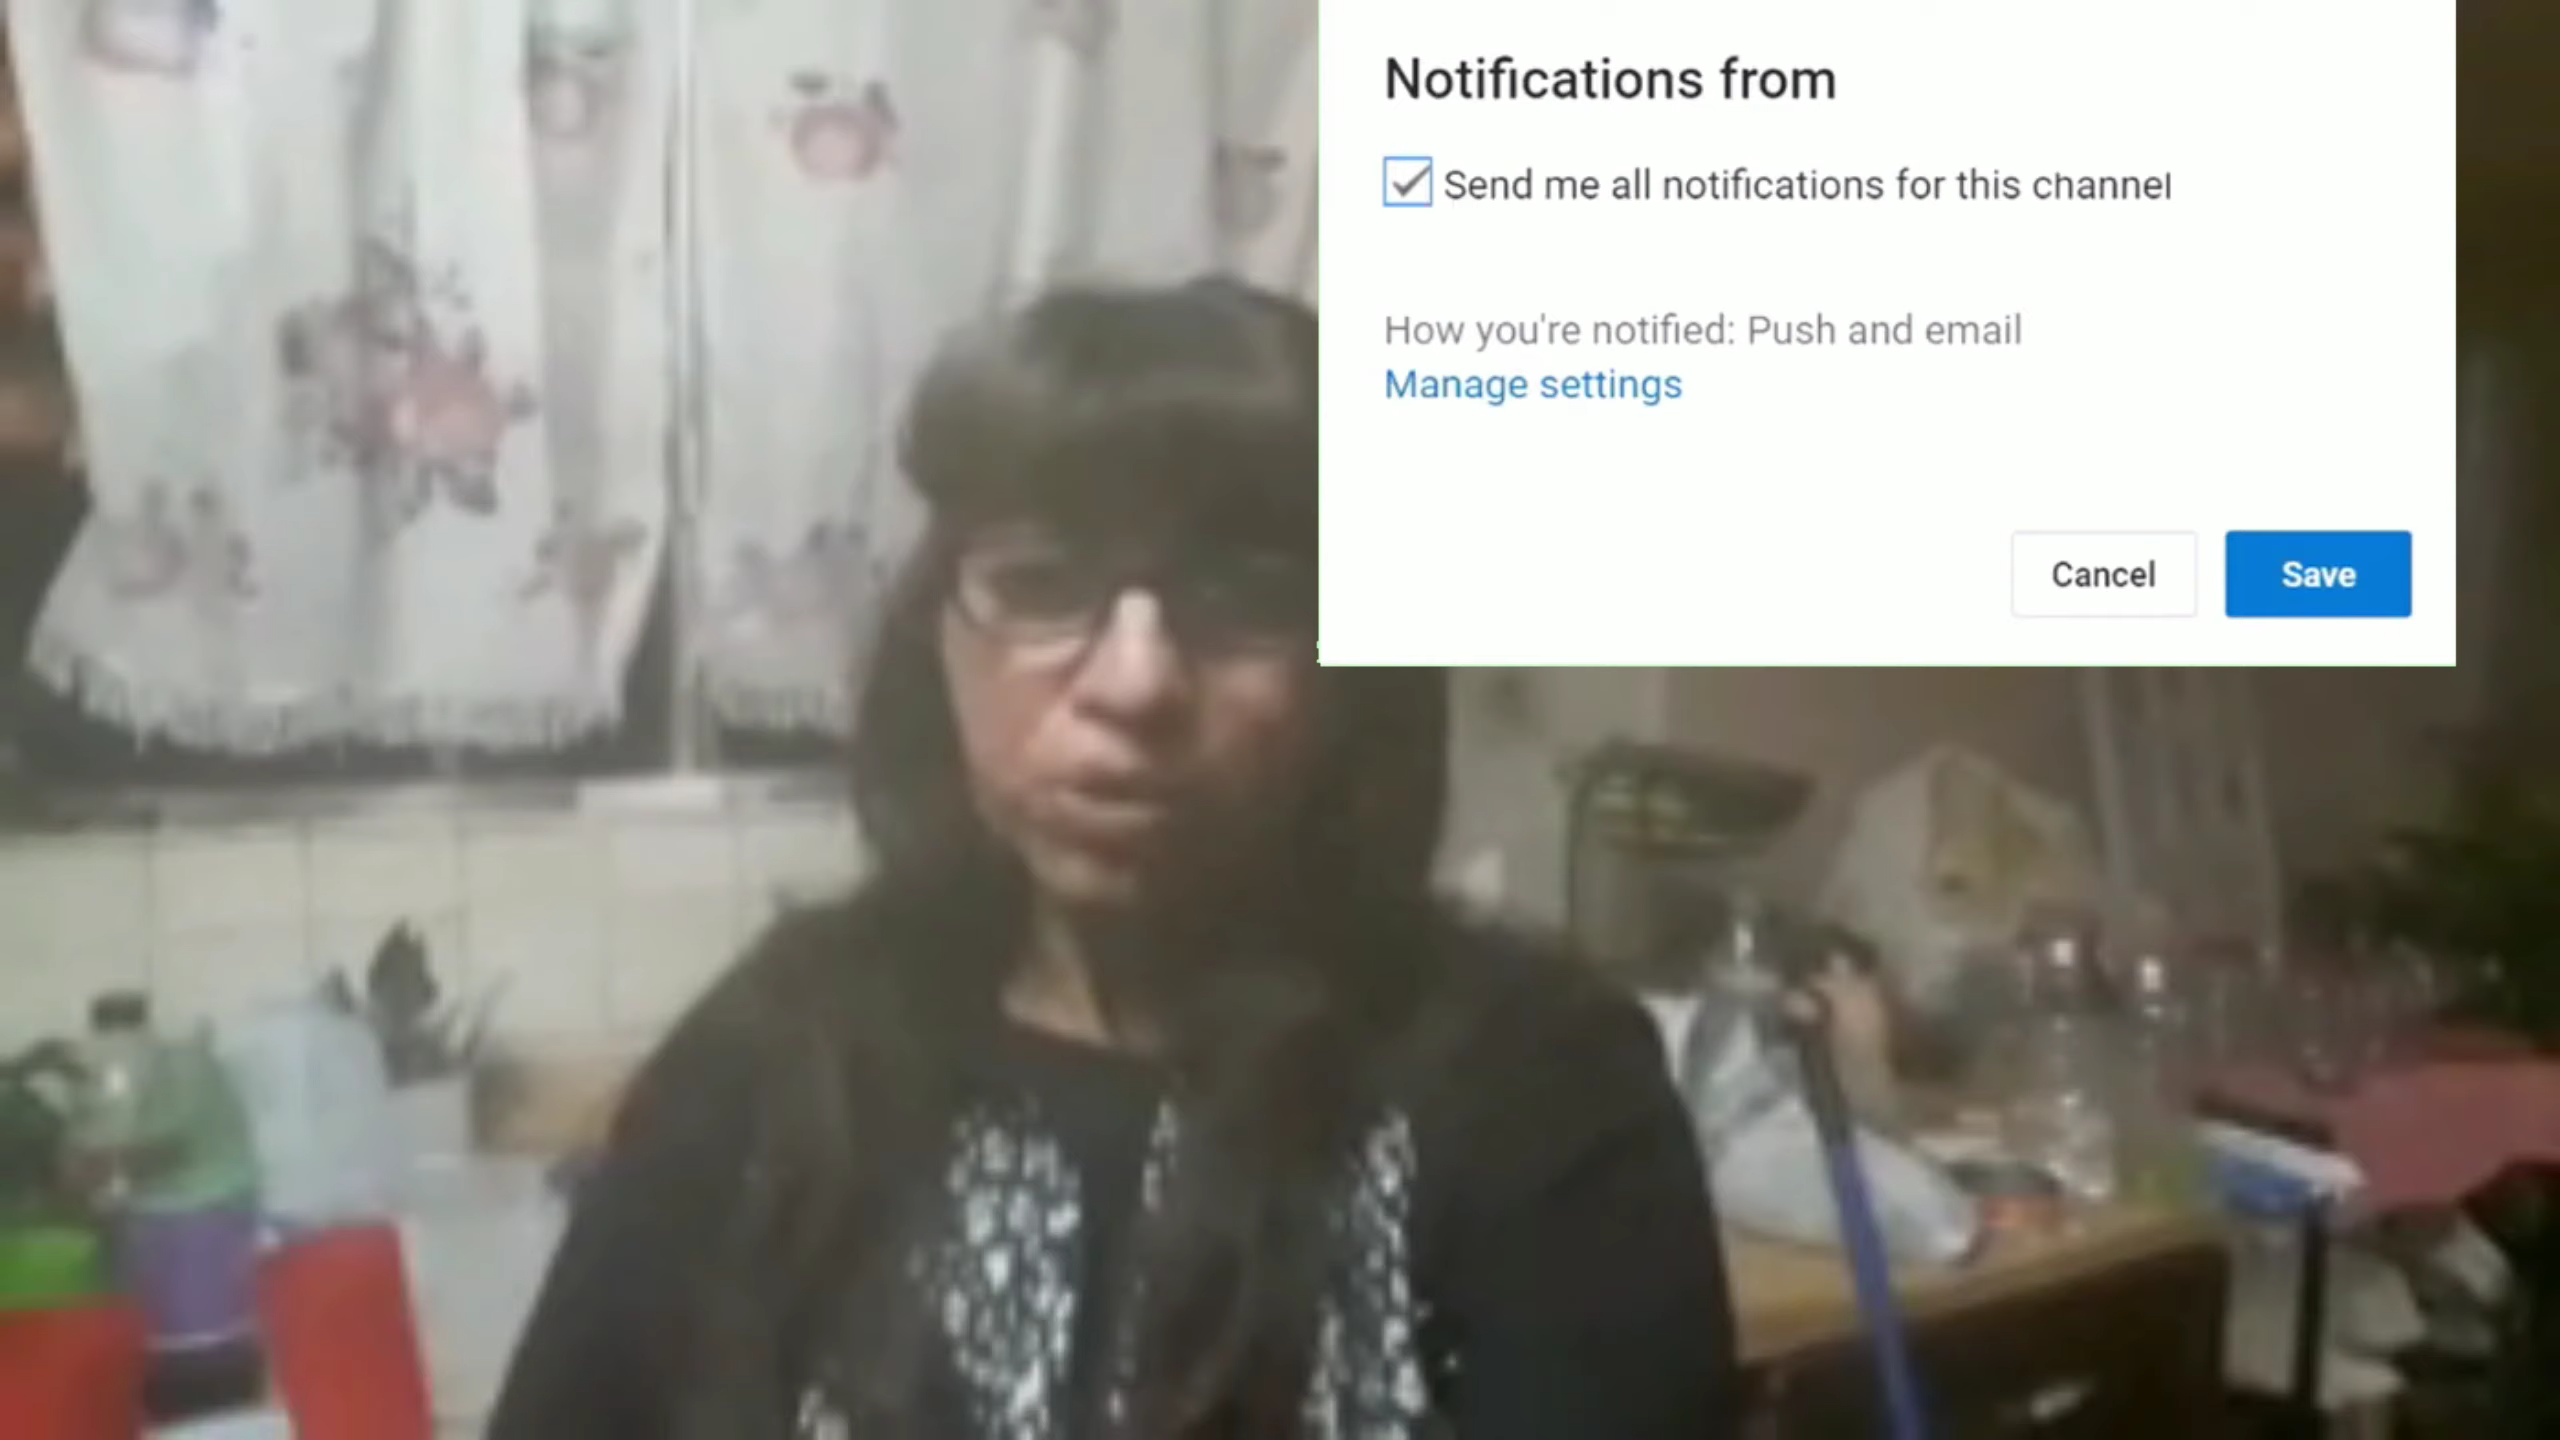 Notifications from
Send me all notifications for this channel
How you're notified: Push and email
Manage settings
Cancel
Save